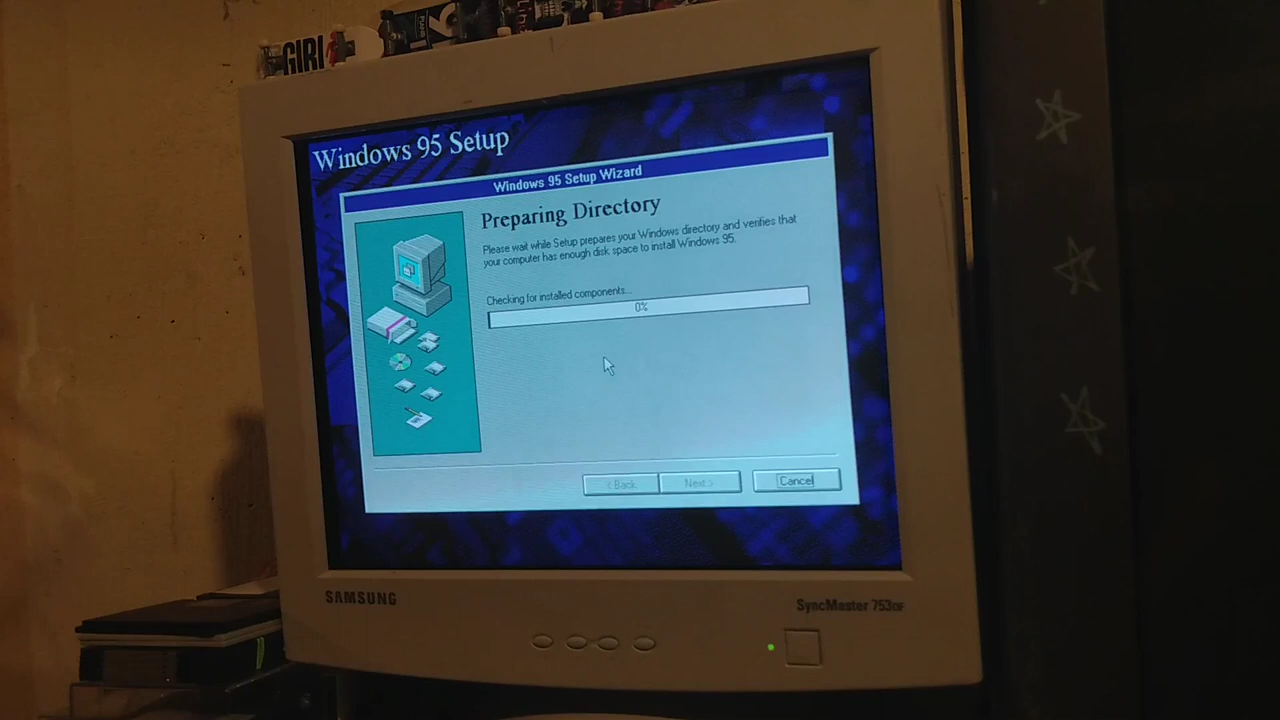 GIRL
Windows 95 Setup
Windows 95 Setup Wizard
Preparing Directory
Please wait while Setup prepares your Windows directory and verifies that
your computer has enough disk space to install Windows 95.
Checking for installed components...
0%
< Back
Next >
Cancel
SAMSUNG
SyncMaster 753DF